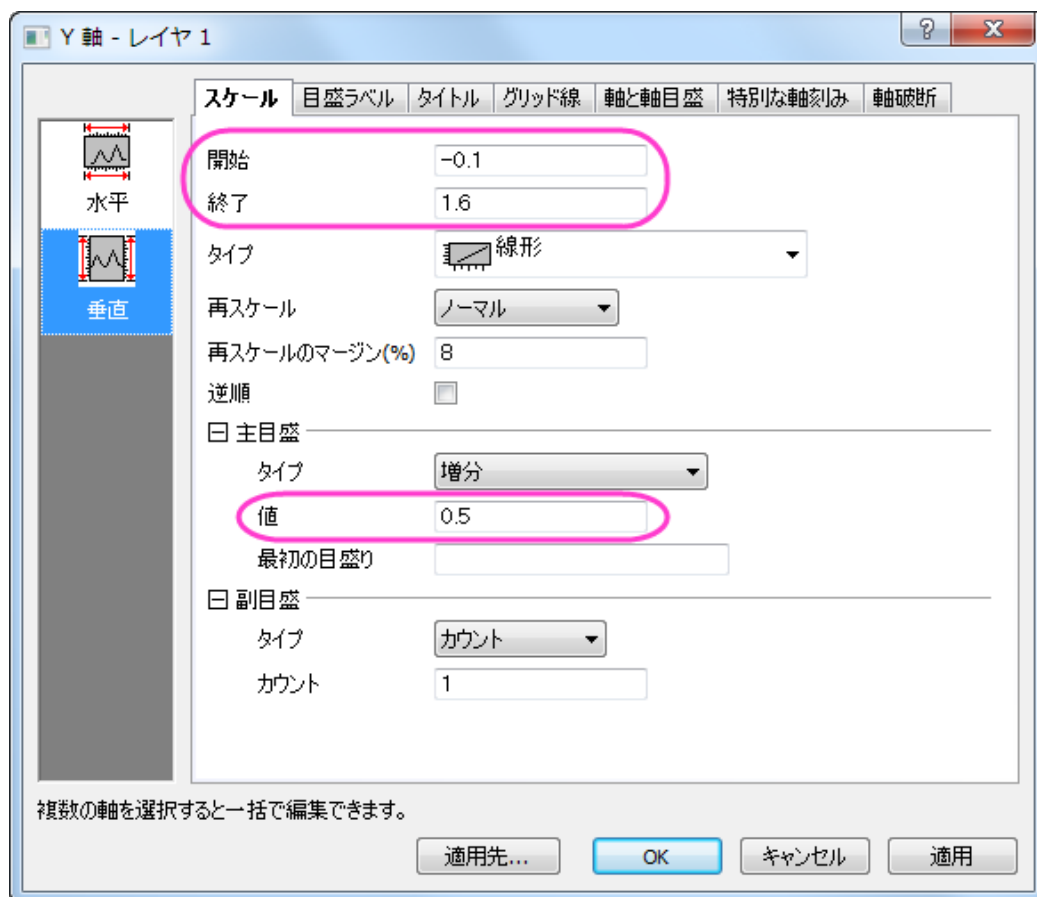 Y 軸 - レイヤ 1
スケール 目盛ラベル タイトル グリッド線 軸と軸目盛 特別な軸刻み 軸破断
水平
垂直
開始 -0.1
終了 1.6
タイプ 線形
再スケール ノーマル
再スケールのマージン(%) 8
逆順
主目盛
タイプ 増分
値 0.5
最初の目盛り
副目盛
タイプ カウント
カウント 1
複数の軸を選択すると一括で編集できます。
適用先... OK キャンセル 適用